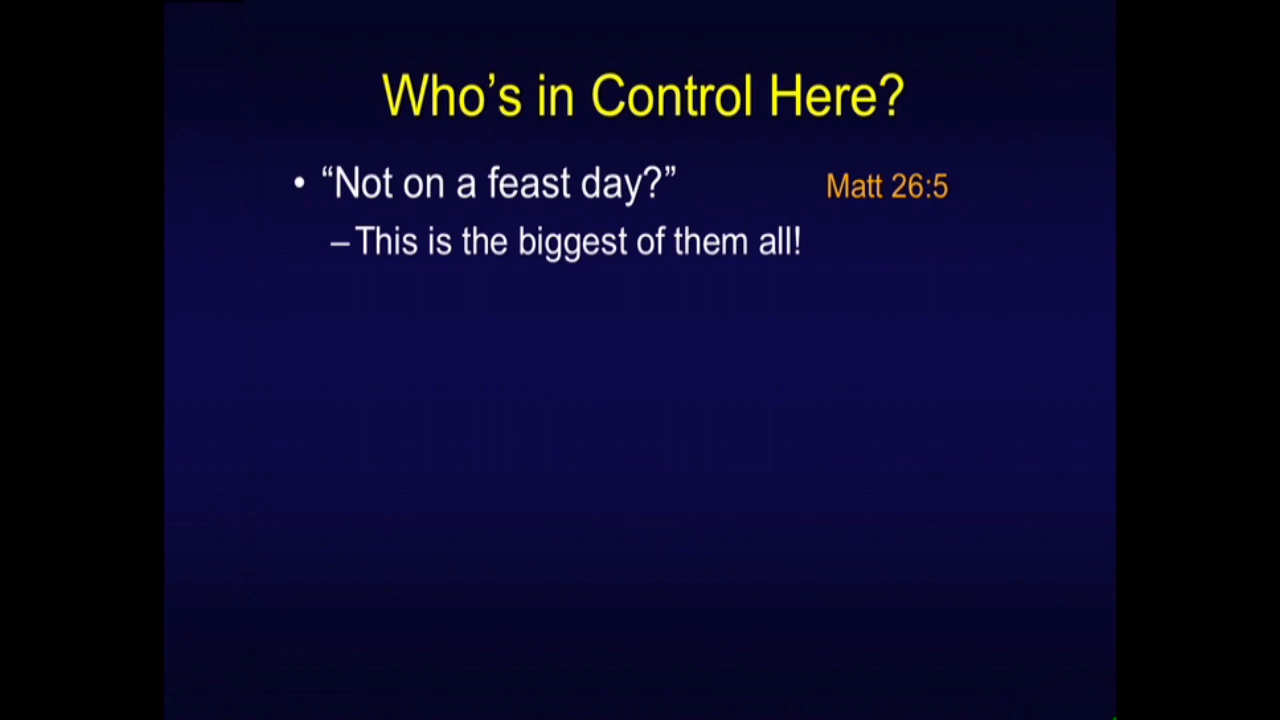 Who’s in Control Here?
• “Not on a feast day?” Matt 26:5
– This is the biggest of them all!